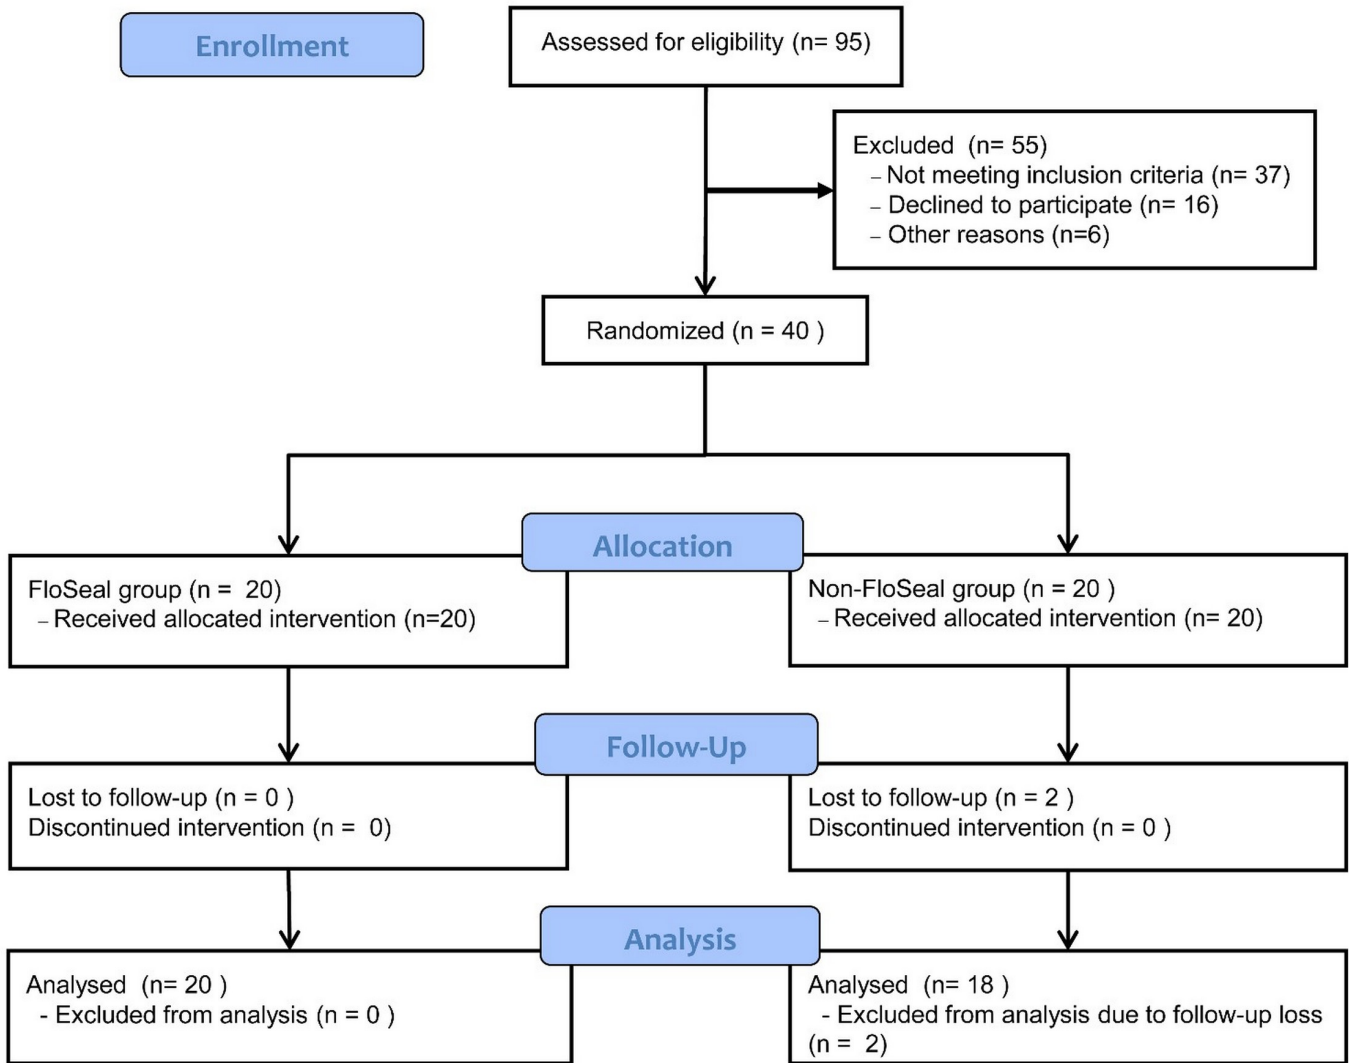 Enrollment
Assessed for eligibility (n= 95)
Excluded (n= 55)
– Not meeting inclusion criteria (n= 37)
– Declined to participate (n= 16)
– Other reasons (n=6)
Randomized (n = 40 )
Allocation
FloSeal group (n = 20)
– Received allocated intervention (n=20)
Non-FloSeal group (n = 20 )
– Received allocated intervention (n= 20)
Follow-Up
Lost to follow-up (n = 0 )
Discontinued intervention (n = 0)
Lost to follow-up (n = 2 )
Discontinued intervention (n = 0 )
Analysis
Analysed (n= 20 )
- Excluded from analysis (n = 0 )
Analysed (n= 18 )
- Excluded from analysis due to follow-up loss
(n = 2)